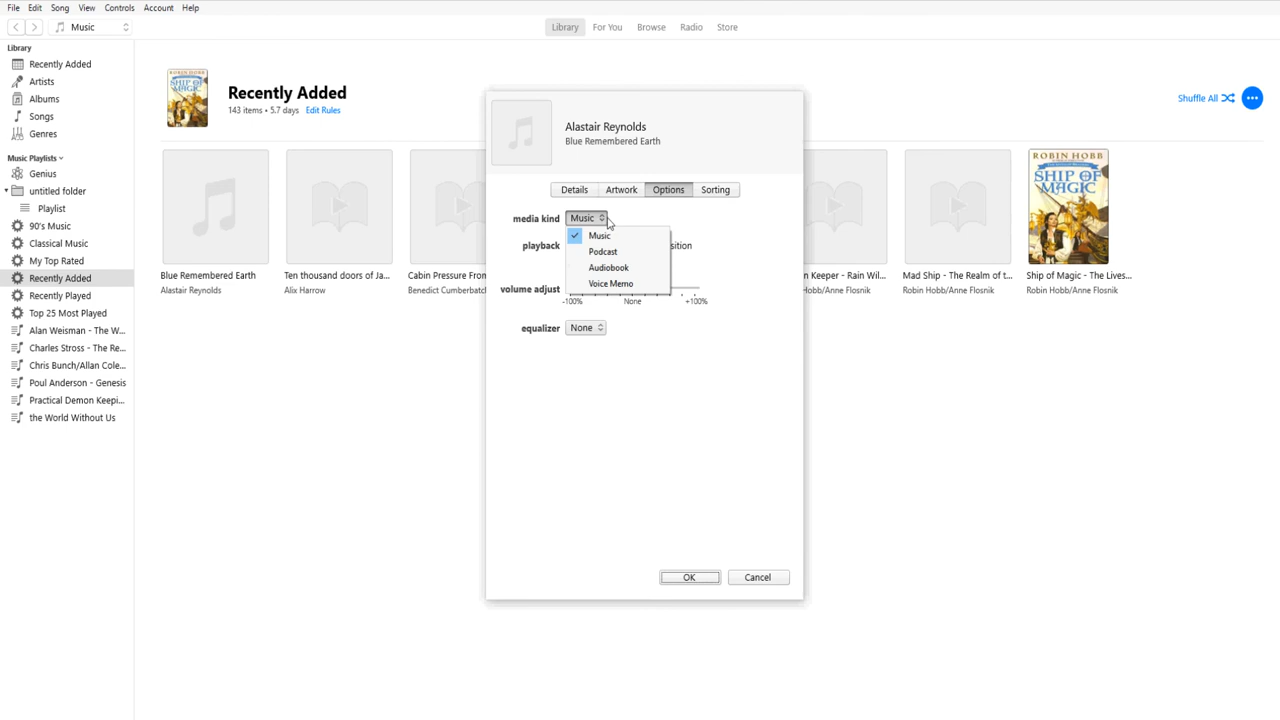 File Edit Song View Controls Account Help
Music
Library For You Browse Radio Store
Library
Recently Added
Artists
Albums
Songs
Genres
Music Playlists
Genius
untitled folder
Playlist
90's Music
Classical Music
My Top Rated
Recently Added
Recently Played
Top 25 Most Played
Alan Weisman - The W...
Charles Stross - The Re...
Chris Bunch/Allan Cole...
Poul Anderson - Genesis
Practical Demon Keepi...
the World Without Us
ROBIN HOBB
SHIP OF
MAGIC
Recently Added
143 items • 5.7 days Edit Rules
Shuffle All
Blue Remembered Earth
Alastair Reynolds
Ten thousand doors of Ja...
Alix Harrow
Cabin Pressure From
Benedict Cumberbatc
Keeper - Rain Wil...
Hobb/Anne Flosnik
Mad Ship - The Realm of t...
Robin Hobb/Anne Flosnik
ROBIN HOBB
SHIP OF
MAGIC
Ship of Magic - The Lives...
Robin Hobb/Anne Flosnik
Alastair Reynolds
Blue Remembered Earth
Details Artwork Options Sorting
media kind Music
Music
Podcast
Audiobook
Voice Memo
playback sition
volume adjust
-100% None +100%
equalizer None
OK Cancel